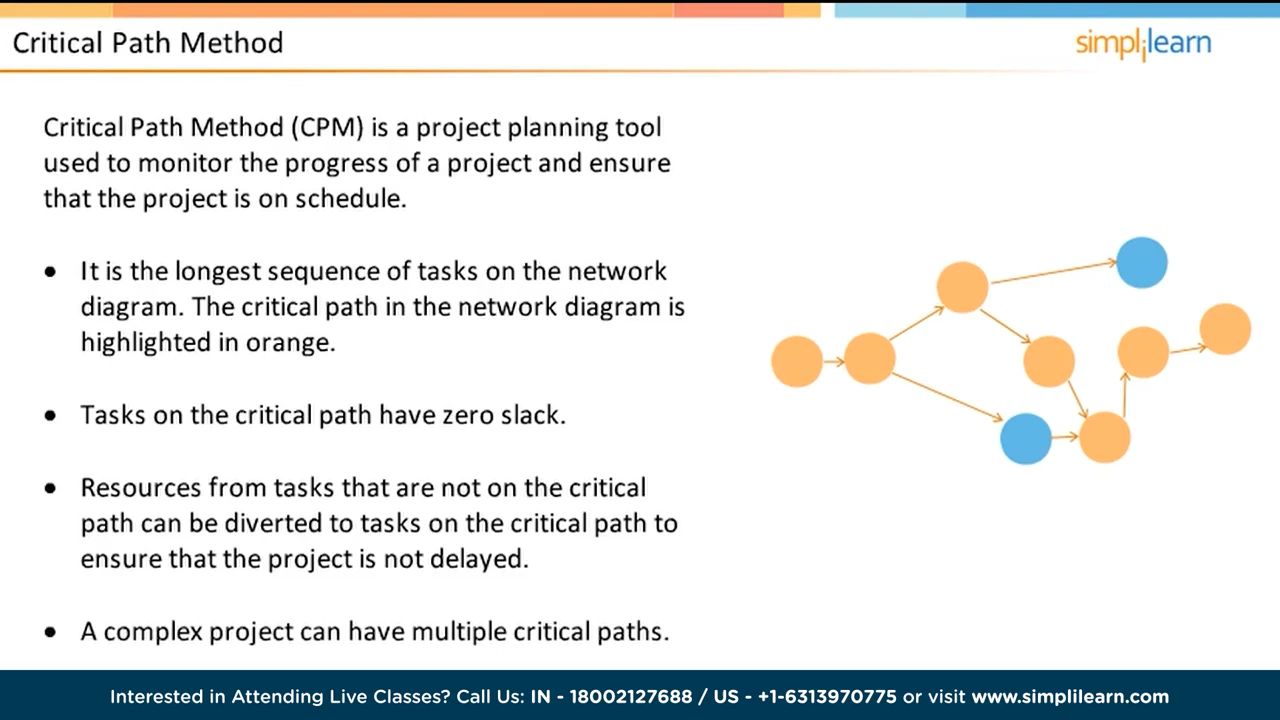 Critical Path Method
simplilearn
Critical Path Method (CPM) is a project planning tool
used to monitor the progress of a project and ensure
that the project is on schedule.
• It is the longest sequence of tasks on the network
diagram. The critical path in the network diagram is
highlighted in orange.
• Tasks on the critical path have zero slack.
• Resources from tasks that are not on the critical
path can be diverted to tasks on the critical path to
ensure that the project is not delayed.
• A complex project can have multiple critical paths.
Interested in Attending Live Classes? Call Us: IN - 18002127688 / US - +1-6313970775 or visit www.simplilearn.com